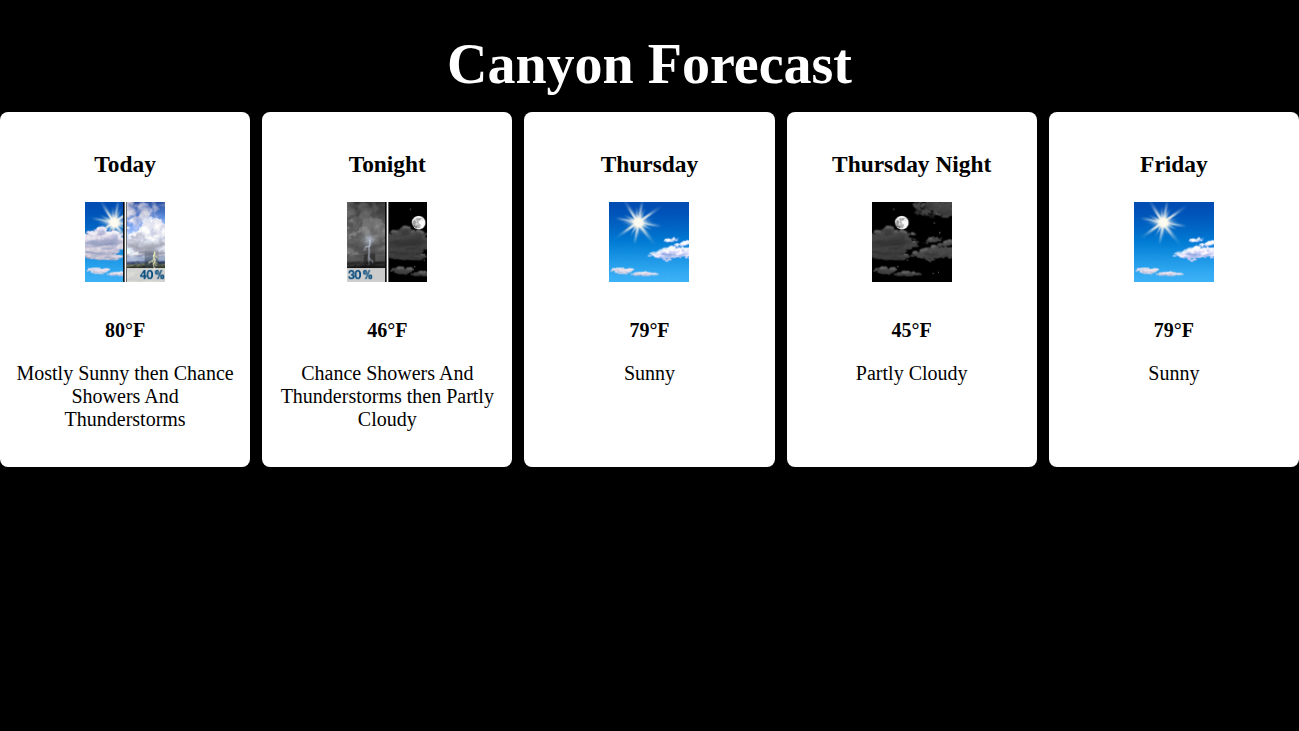 Canyon Forecast
Today
40%
80°F
Mostly Sunny then Chance
Showers And
Thunderstorms
Tonight
30%
46°F
Chance Showers And
Thunderstorms then Partly
Cloudy
Thursday
79°F
Sunny
Thursday Night
45°F
Partly Cloudy
Friday
79°F
Sunny